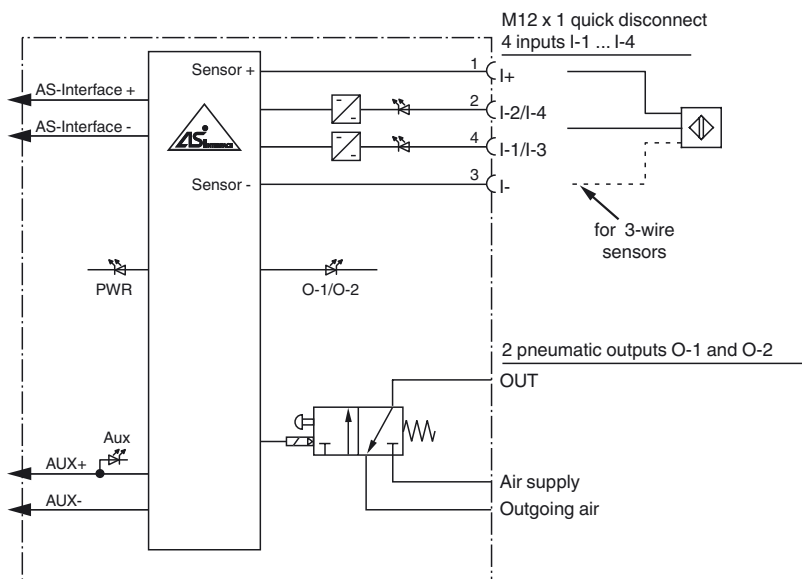 M12 x 1 quick disconnect
4 inputs I-1 ... I-4
Sensor +
1
I+
AS-Interface +
2
I-2/I-4
AS-Interface -
4
I-1/I-3
Sensor -
3
I-
for 3-wire
sensors
PWR
O-1/O-2
2 pneumatic outputs O-1 and O-2
OUT
Aux
AUX+
Air supply
AUX-
Outgoing air